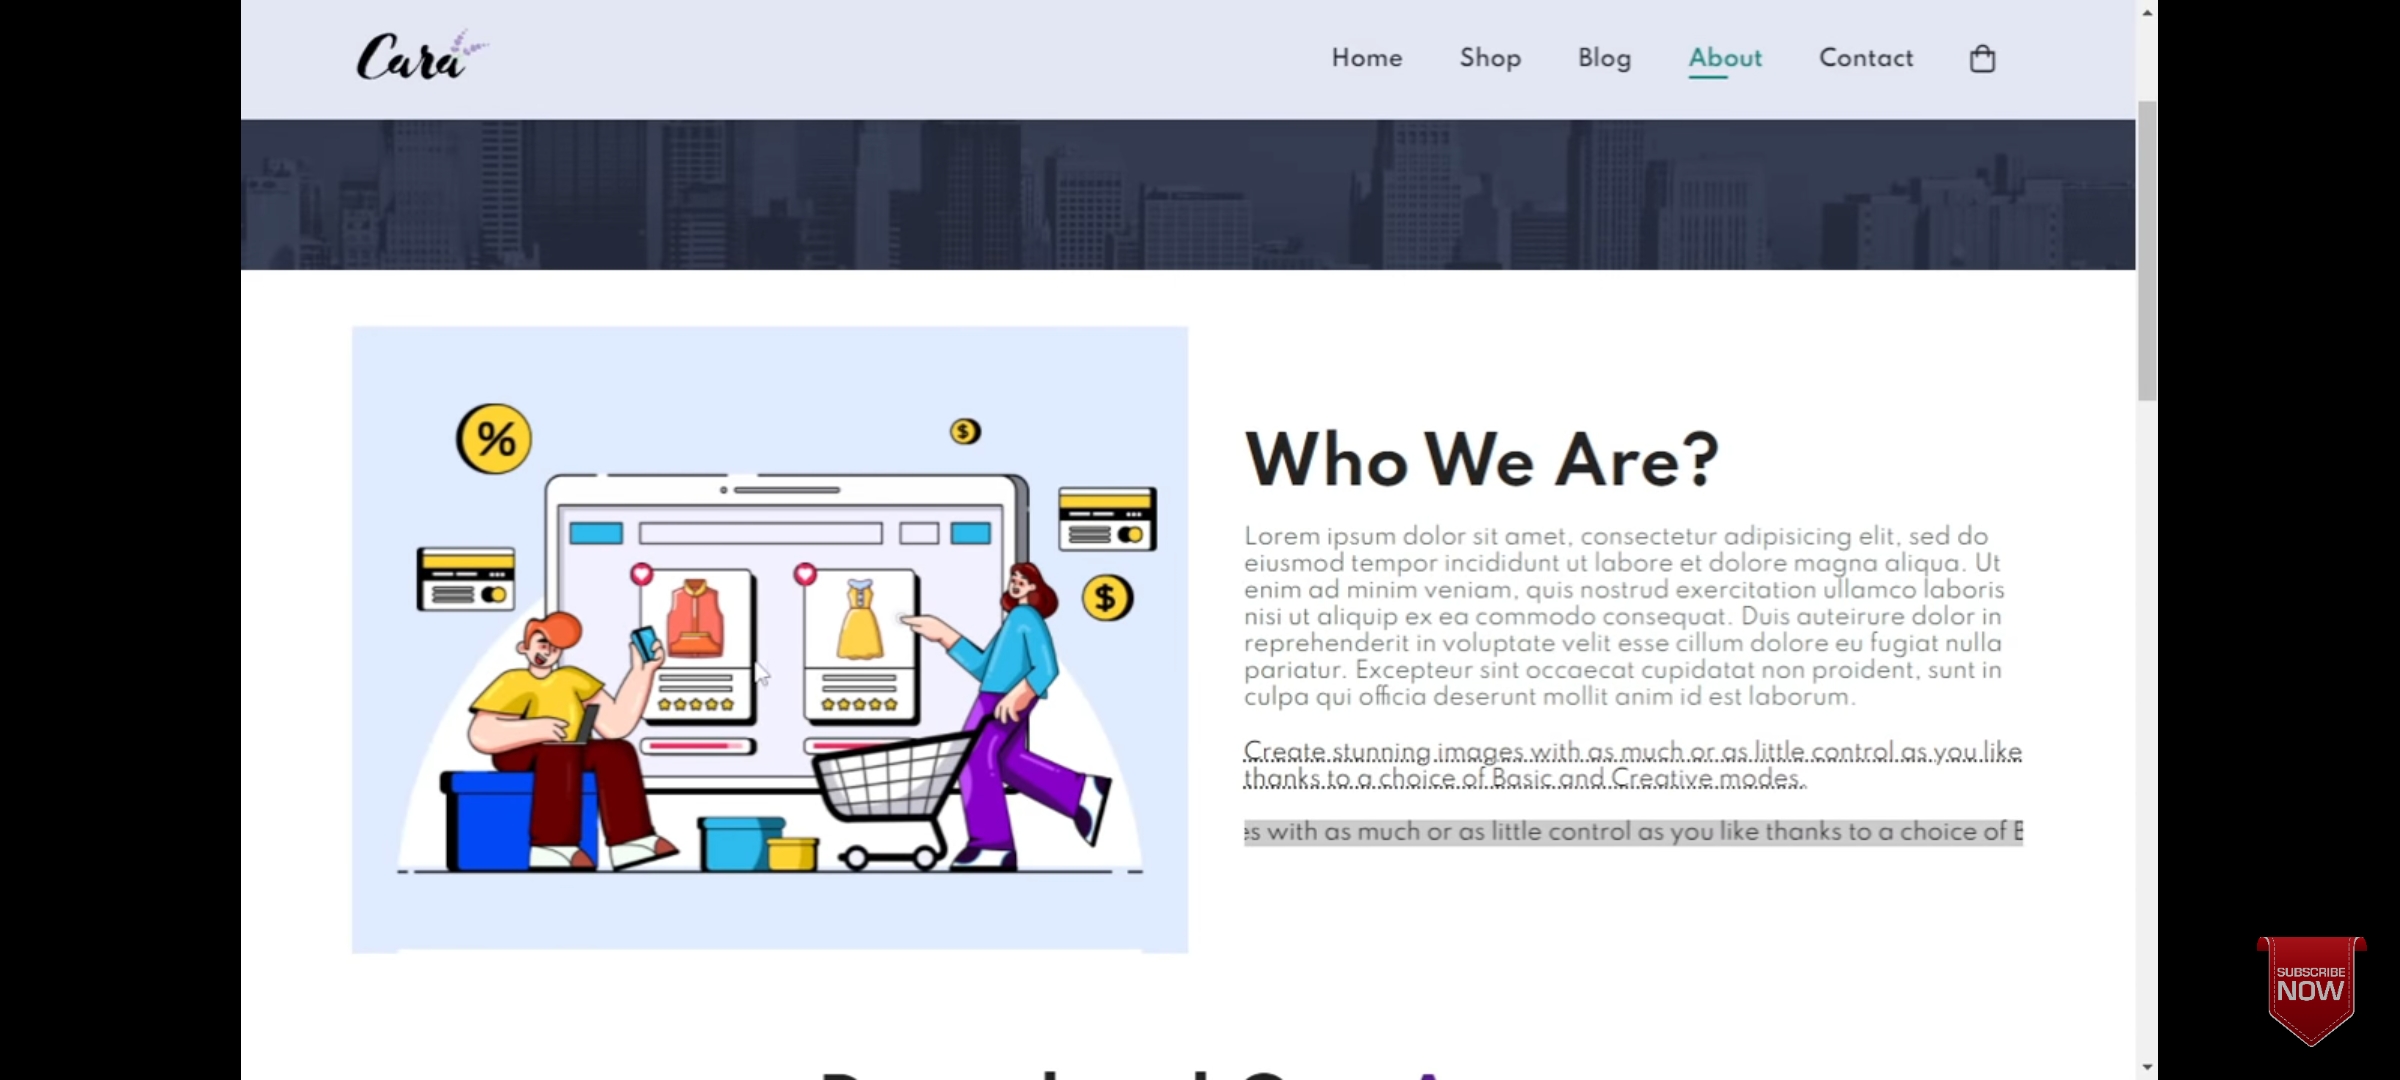 Cara
Home Shop Blog About Contact
%
$
$
Who We Are?
Lorem ipsum dolor sit amet, consectetur adipisicing elit, sed do
eiusmod tempor incididunt ut labore et dolore magna aliqua. Ut
enim ad minim veniam, quis nostrud exercitation ullamco laboris
nisi ut aliquip ex ea commodo consequat. Duis auteirure dolor in
reprehenderit in voluptate velit esse cillum dolore eu fugiat nulla
pariatur. Excepteur sint occaecat cupidatat non proident, sunt in
culpa qui officia deserunt mollit anim id est laborum.
Create stunning images with as much or as little control as you like
thanks to a choice of Basic and Creative modes.
es with as much or as little control as you like thanks to a choice of
SUBSCRIBE
NOW